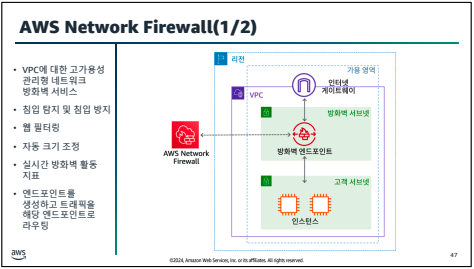 AWS Network Firewall(1/2)
• VPC에 대한 고가용성
관리형 네트워크
방화벽 서비스
• 침입 탐지 및 침입 방지
• 웹 필터링
• 자동 크기 조정
• 실시간 방화벽 활동
지표
• 엔드포인트를
생성하고 트래픽을
해당 엔드포인트로
라우팅
리전
가용 영역
인터넷
게이트웨이
VPC
방화벽 서브넷
방화벽 엔드포인트
AWS Network
Firewall
고객 서브넷
인스턴스
aws
©2024, Amazon Web Services, Inc. or its affiliates. All rights reserved.
47